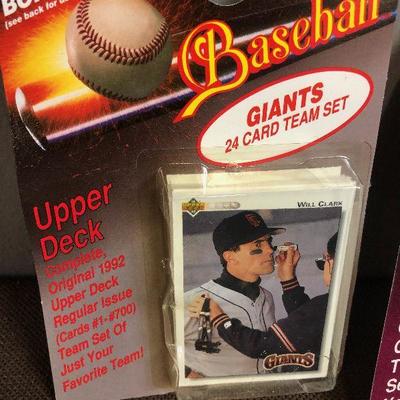 (see back for de
Baseball
GIANTS
24 CARD TEAM SET
Upper
Deck
Complete,
Original 1992
Upper Deck
Regular Issue
(Cards #1-#700)
Team Set Of
Just Your
Favorite Team!
WILL CLARK
GIANTS